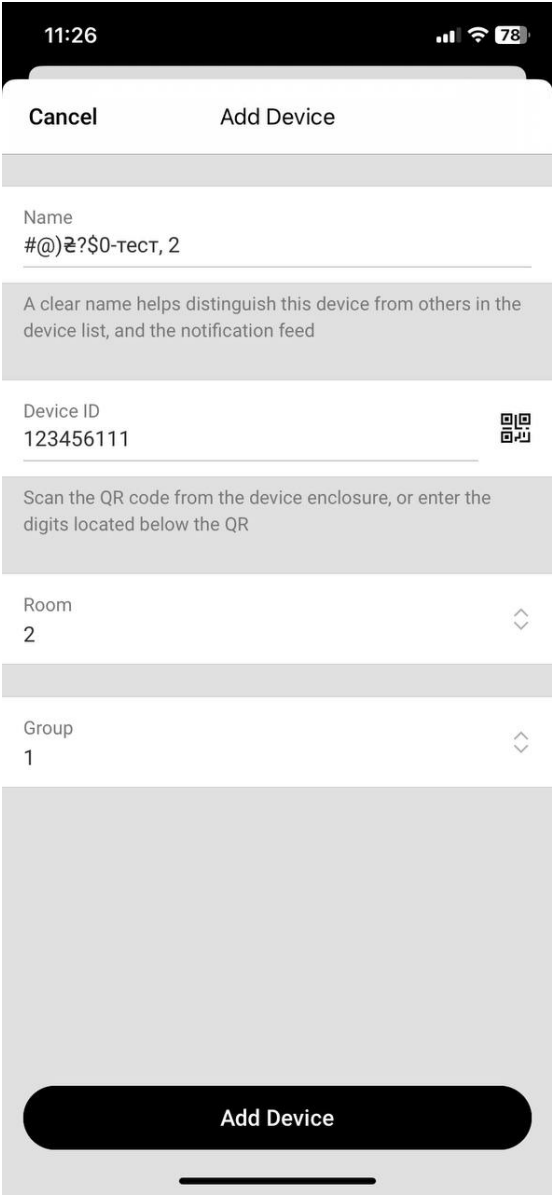 11:26
78
Cancel
Add Device
Name
#@)₴?$0-тест, 2
A clear name helps distinguish this device from others in the
device list, and the notification feed
Device ID
123456111
Scan the QR code from the device enclosure, or enter the
digits located below the QR
Room
2
Group
1
Add Device